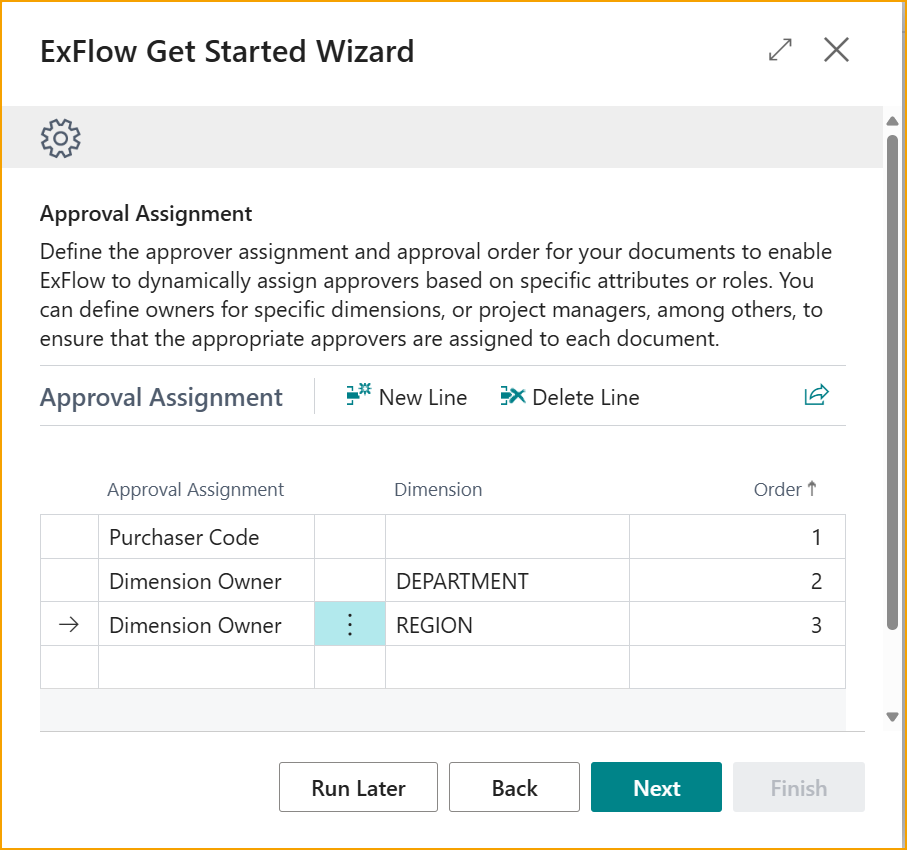 ExFlow Get Started Wizard
Approval Assignment
Define the approver assignment and approval order for your documents to enable
ExFlow to dynamically assign approvers based on specific attributes or roles. You
can define owners for specific dimensions, or project managers, among others, to
ensure that the appropriate approvers are assigned to each document.
Approval Assignment New Line Delete Line
Approval Assignment Dimension Order ↑
Purchaser Code 1
Dimension Owner DEPARTMENT 2
Dimension Owner REGION 3
Run Later Back Next Finish